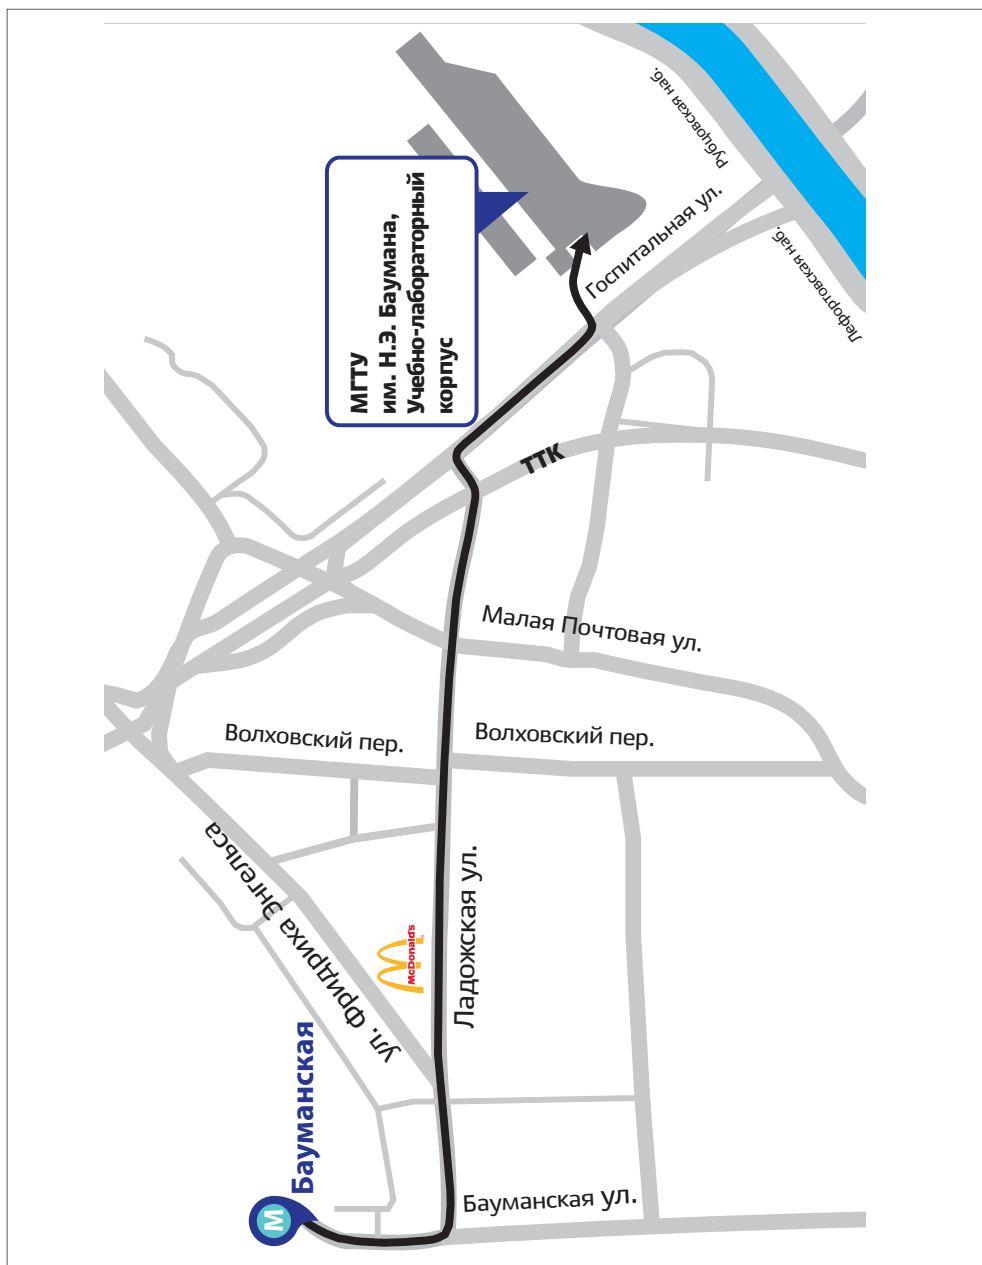 МГТУ
им. Н.Э. Баумана,
Учебно-лабораторный
корпус
Рубцовская наб.
Госпитальная ул.
Лефортовская наб.
ТТК
Малая Почтовая ул.
Волховский пер.
Волховский пер.
ул. Фридриха Энгельса
McDonald's
Ладожская ул.
Бауманская
М
Бауманская ул.